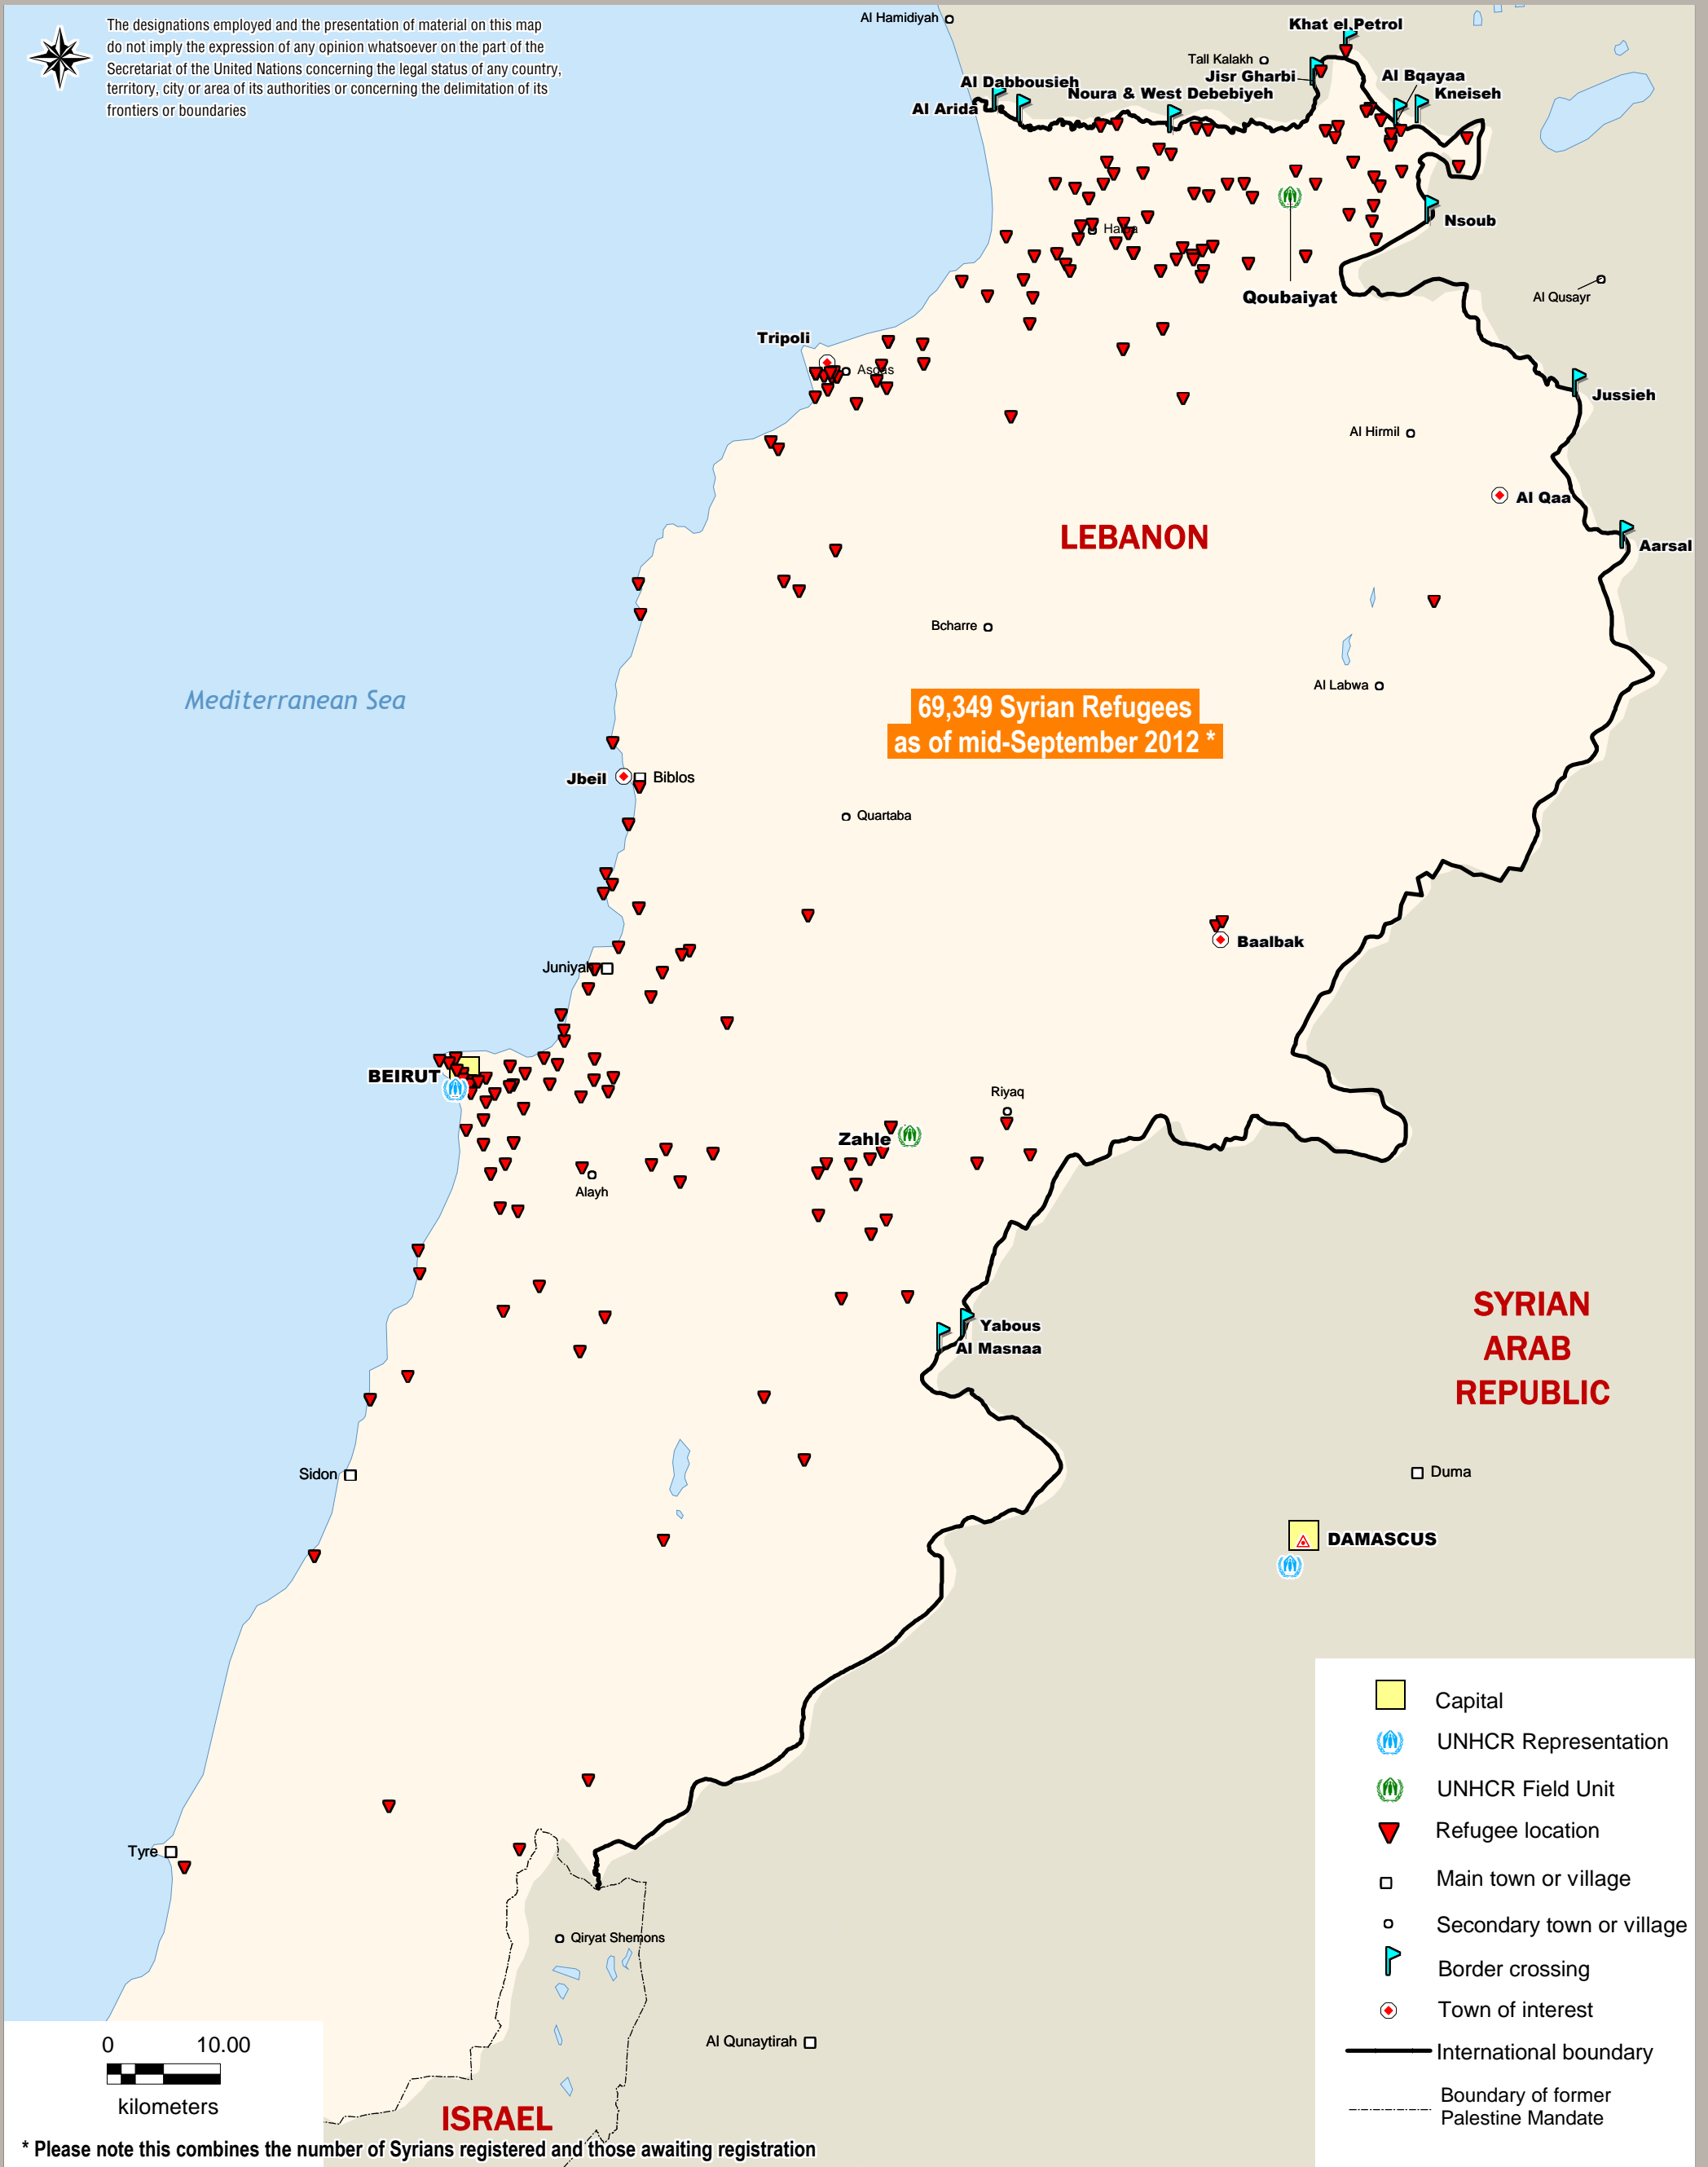 The designations employed and the presentation of material on this map
do not imply the expression of any opinion whatsoever on the part of the
Secretariat of the United Nations concerning the legal status of any country,
territory, city or area of its authorities or concerning the delimitation of its
frontiers or boundaries
Al Hamidiyah
Khat el Petrol
Tall Kalakh
Jisr Gharbi
Al Bqayaa
Al Dabbousieh
Noura & West Debebiyeh
Kneiseh
Al Arida
Nsoub
Halba
Qoubaiyat
Al Qusayr
Tripoli
Asoas
Jussieh
Al Hirmil
Al Qaa
LEBANON
Aarsal
Bcharre
Al Labwa
Mediterranean Sea
69,349 Syrian Refugees
as of mid-September 2012 *
Jbeil
Biblos
Quartaba
Baalbak
Juniyah
BEIRUT
Riyaq
Zahle
Alayh
Yabous
Al Masnaa
SYRIAN
ARAB
REPUBLIC
Sidon
Duma
DAMASCUS
Tyre
Qiryat Shemons
Al Qunaytirah
ISRAEL
Capital
UNHCR Representation
UNHCR Field Unit
Refugee location
Main town or village
Secondary town or village
Border crossing
Town of interest
International boundary
Boundary of former
Palestine Mandate
0 10.00
kilometers
* Please note this combines the number of Syrians registered and those awaiting registration